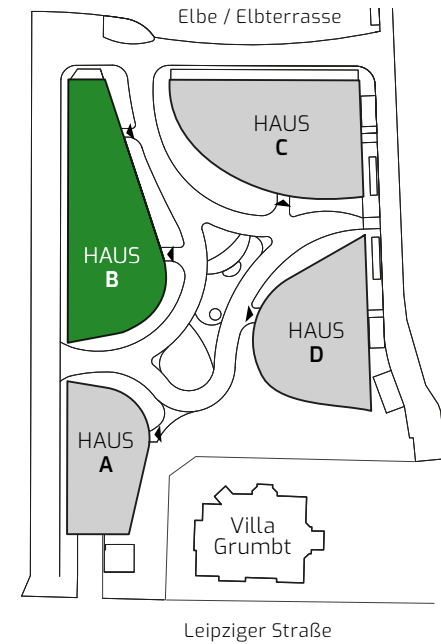 Elbe / Elbterrasse
HAUS
C
HAUS
B
HAUS
D
HAUS
A
Villa
Grumbt
Leipziger Straße